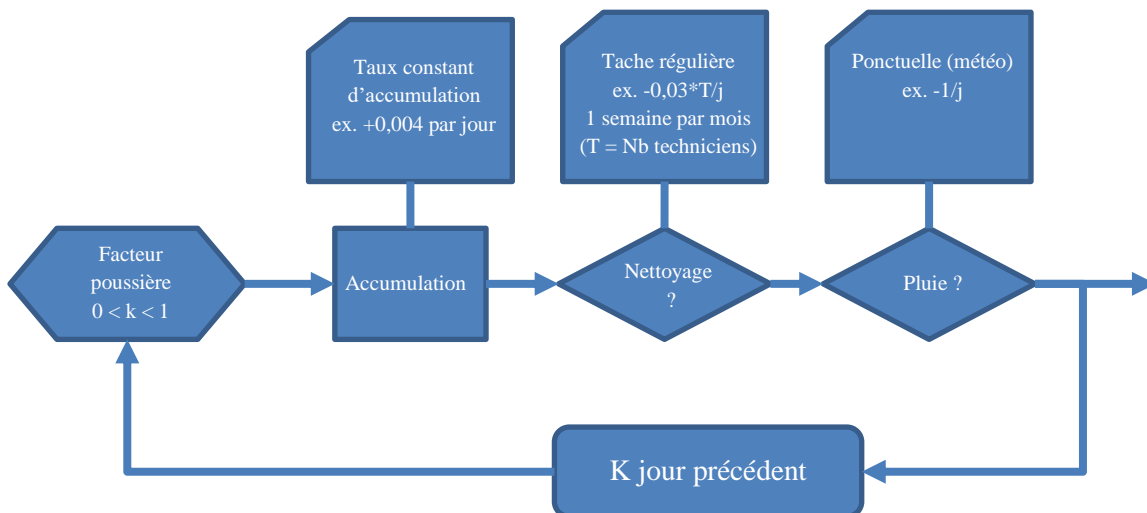 Taux constant
d'accumulation
ex. +0,004 par jour
Tache régulière
ex. -0,03*T/j
1 semaine par mois
(T = Nb techniciens)
Ponctuelle (météo)
ex. -1/j
Facteur
poussière
0 < k < 1
Accumulation
Nettoyage
?
Pluie ?
K jour précédent